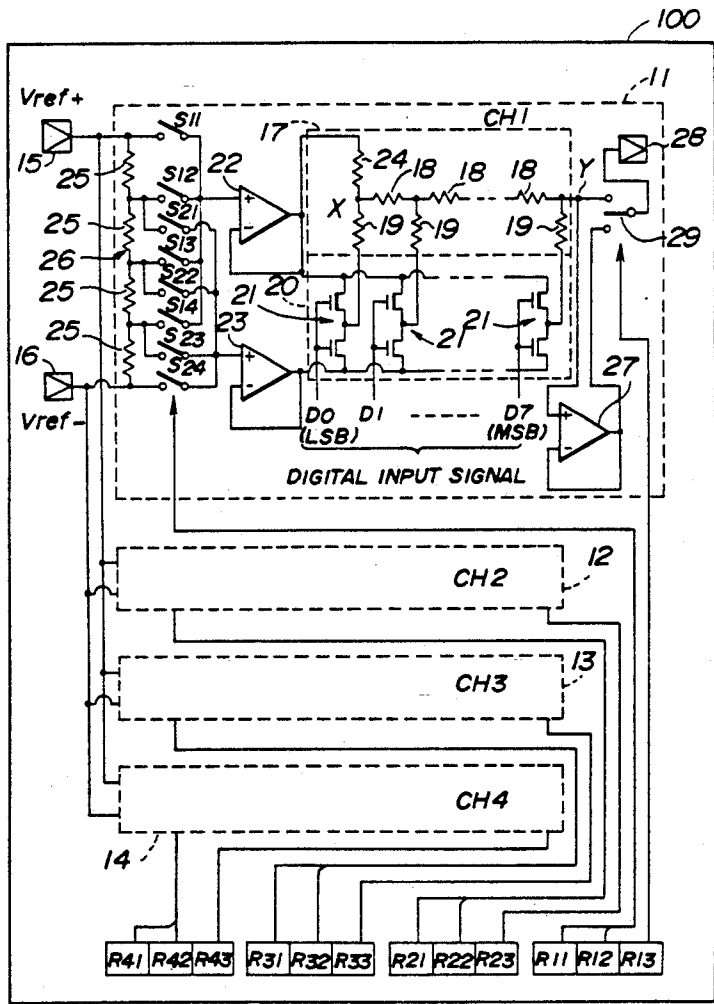 100
Vref+
15
11
S11
17
CH1
28
25
S12
22
24
18
18
18
Y
S21
X
25
S13
19
19
19
29
26
S22
20
25
S14
21
21
21
S23
23
25
16
S24
27
Vref-
D0
D1
D7
(LSB)
(MSB)
DIGITAL INPUT SIGNAL
CH2
12
CH3
13
CH4
14
R41 R42 R43 R31 R32 R33 R21 R22 R23 R11 R12 R13